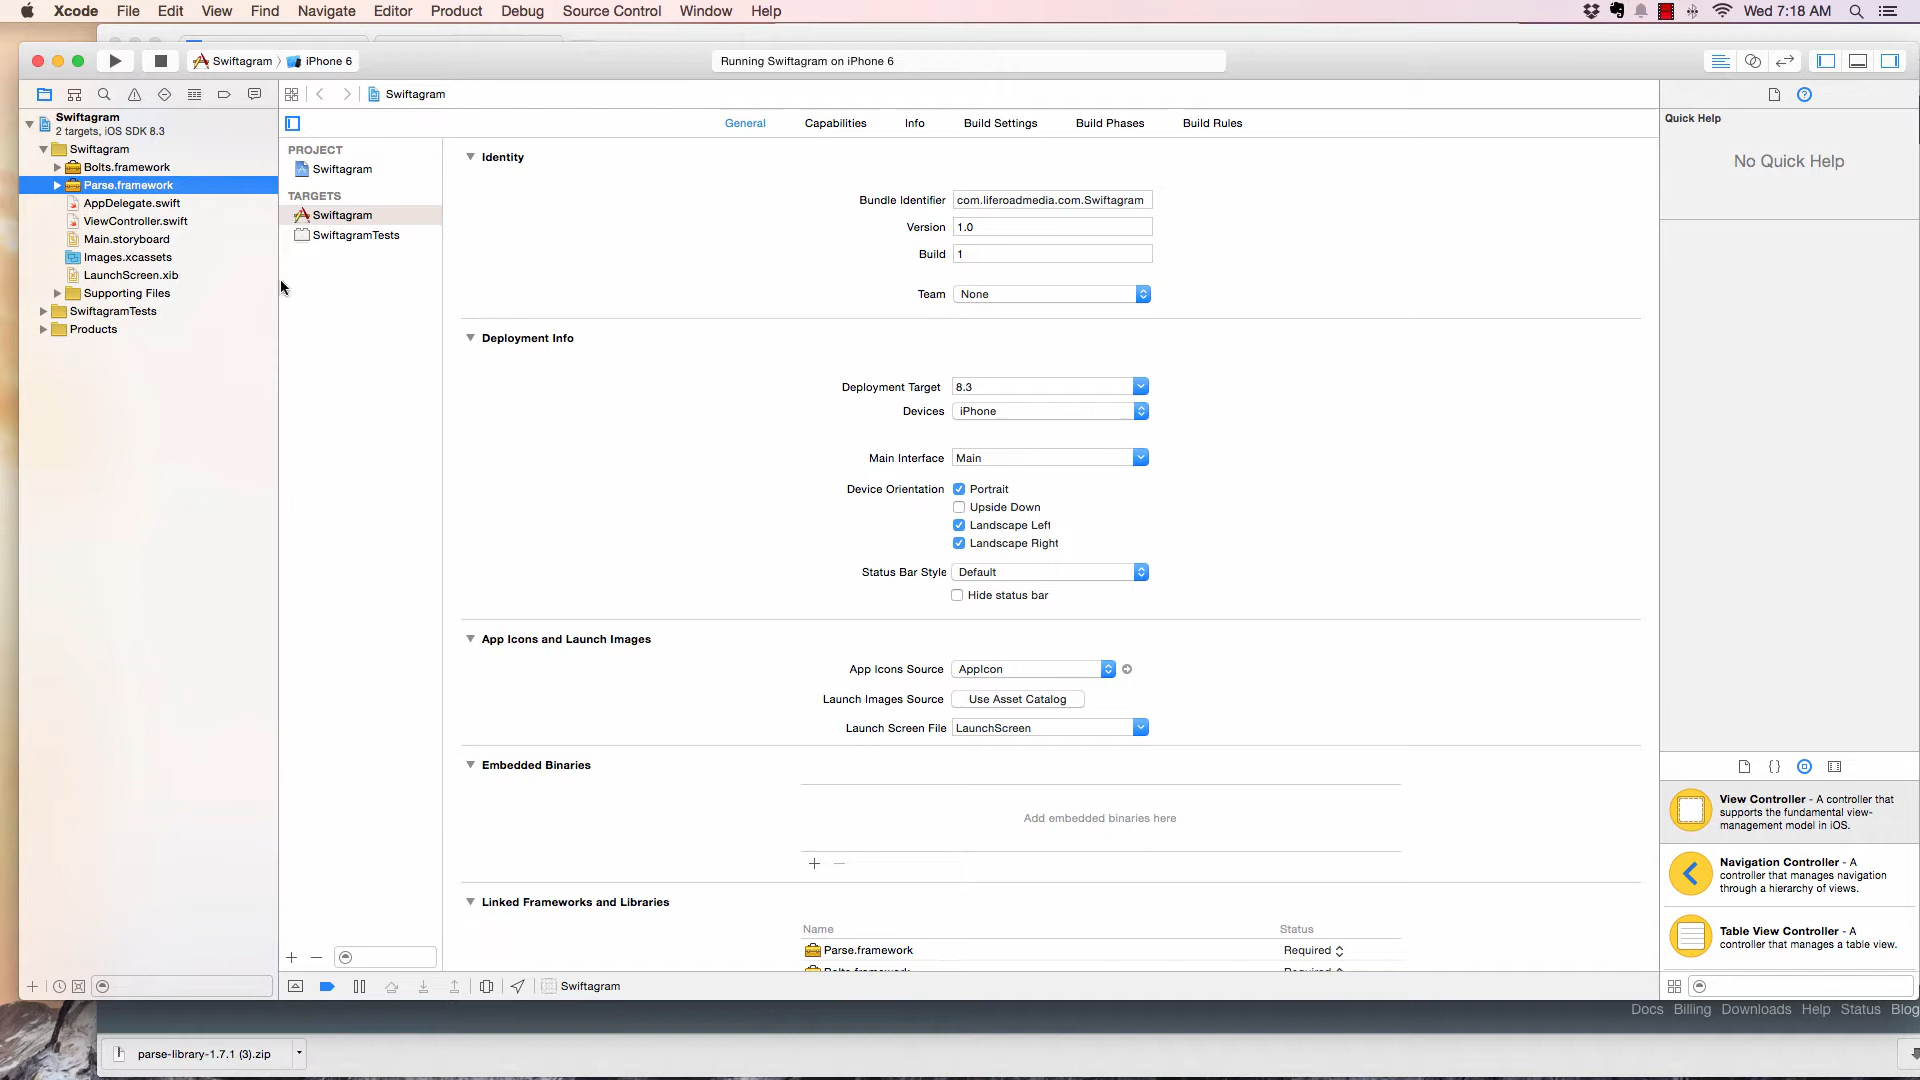 Xcode File Edit View Find Navigate Editor Product Debug Source Control Window Help Wed 7:18 AM
Swiftagram iPhone 6 Running Swiftagram on iPhone 6
Swiftagram
2 targets, iOS SDK 8.3
Swiftagram
Bolts.framework
Parse.framework
AppDelegate.swift
ViewController.swift
Main.storyboard
Images.xcassets
LaunchScreen.xib
Supporting Files
SwiftagramTests
Products
Swiftagram
General Capabilities Info Build Settings Build Phases Build Rules
PROJECT
Swiftagram
TARGETS
Swiftagram
SwiftagramTests
Identity
Bundle Identifier com.liferoadmedia.com.Swiftagram
Version 1.0
Build 1
Team None
Deployment Info
Deployment Target 8.3
Devices iPhone
Main Interface Main
Device Orientation Portrait
Upside Down
Landscape Left
Landscape Right
Status Bar Style Default
Hide status bar
App Icons and Launch Images
App Icons Source AppIcon
Launch Images Source Use Asset Catalog
Launch Screen File LaunchScreen
Embedded Binaries
Add embedded binaries here
Linked Frameworks and Libraries
Name Status
Parse.framework Required
Bolts.framework Required
Swiftagram
Quick Help
No Quick Help
View Controller - A controller that
supports the fundamental view-
management model in iOS.
Navigation Controller - A
controller that manages navigation
through a hierarchy of views.
Table View Controller - A
controller that manages a table view.
Docs Billing Downloads Help Status Blog
parse-library-1.7.1 (3).zip